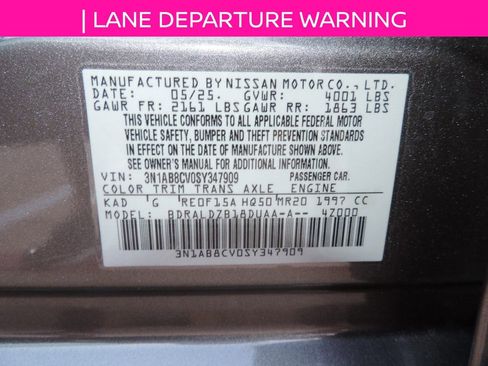 | LANE DEPARTURE WARNING
MANUFACTURED BY NISSAN MOTOR CO., LTD.
DATE: 05/25. GVWR: 4001 LBS
GAWR FR: 2161 LBS GAWR RR: 1863 LBS
THIS VEHICLE CONFORMS TO ALL APPLICABLE FEDERAL MOTOR
VEHICLE SAFETY, BUMPER AND THEFT PREVENTION STANDARDS
IN EFFECT ON THE DATE OF MANUFACTURE SHOWN ABOVE.
SEE OWNER'S MANUAL FOR ADDITIONAL INFORMATION.
VIN: 3N1AB8CV0SY347909 PASSENGER CAR.
COLOR TRIM TRANS AXLE ENGINE
KAD G RE0F15A HQ50 MR20 1997 CC
MODEL: BDRALDZB18DUAA-A-- 4Z000
3N1AB8CV0SY347909